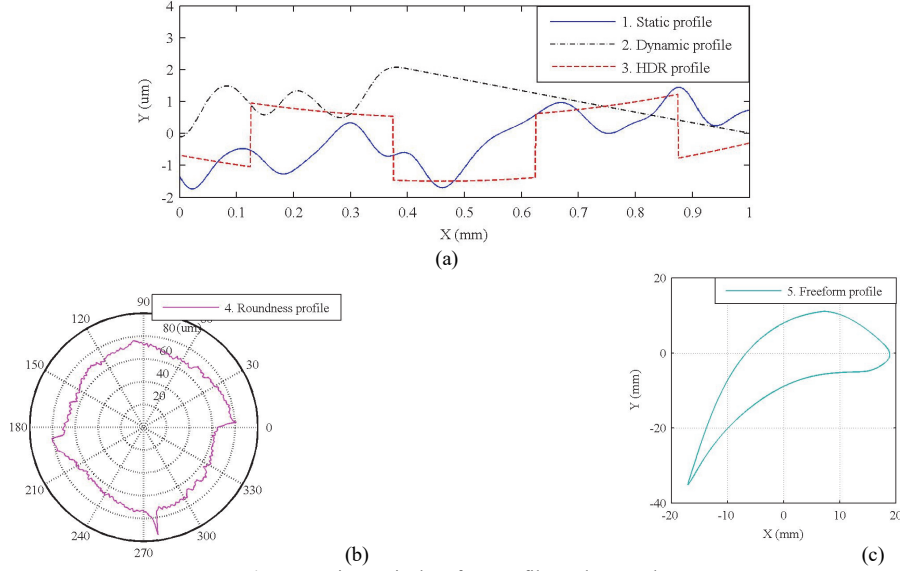 4
3
2
1
0
-1
-2
Y (um)
1. Static profile
2. Dynamic profile
3. HDR profile
0 0.1 0.2 0.3 0.4 0.5 0.6 0.7 0.8 0.9 1
X (mm)
(a)
4. Roundness profile
90
120
80(um)
60
60
150
40
30
20
180
0
210
330
240
300
270
(b)
5. Freeform profile
20
0
-20
-40
Y (mm)
-20 -10 0 10 20
X (mm)
(c)